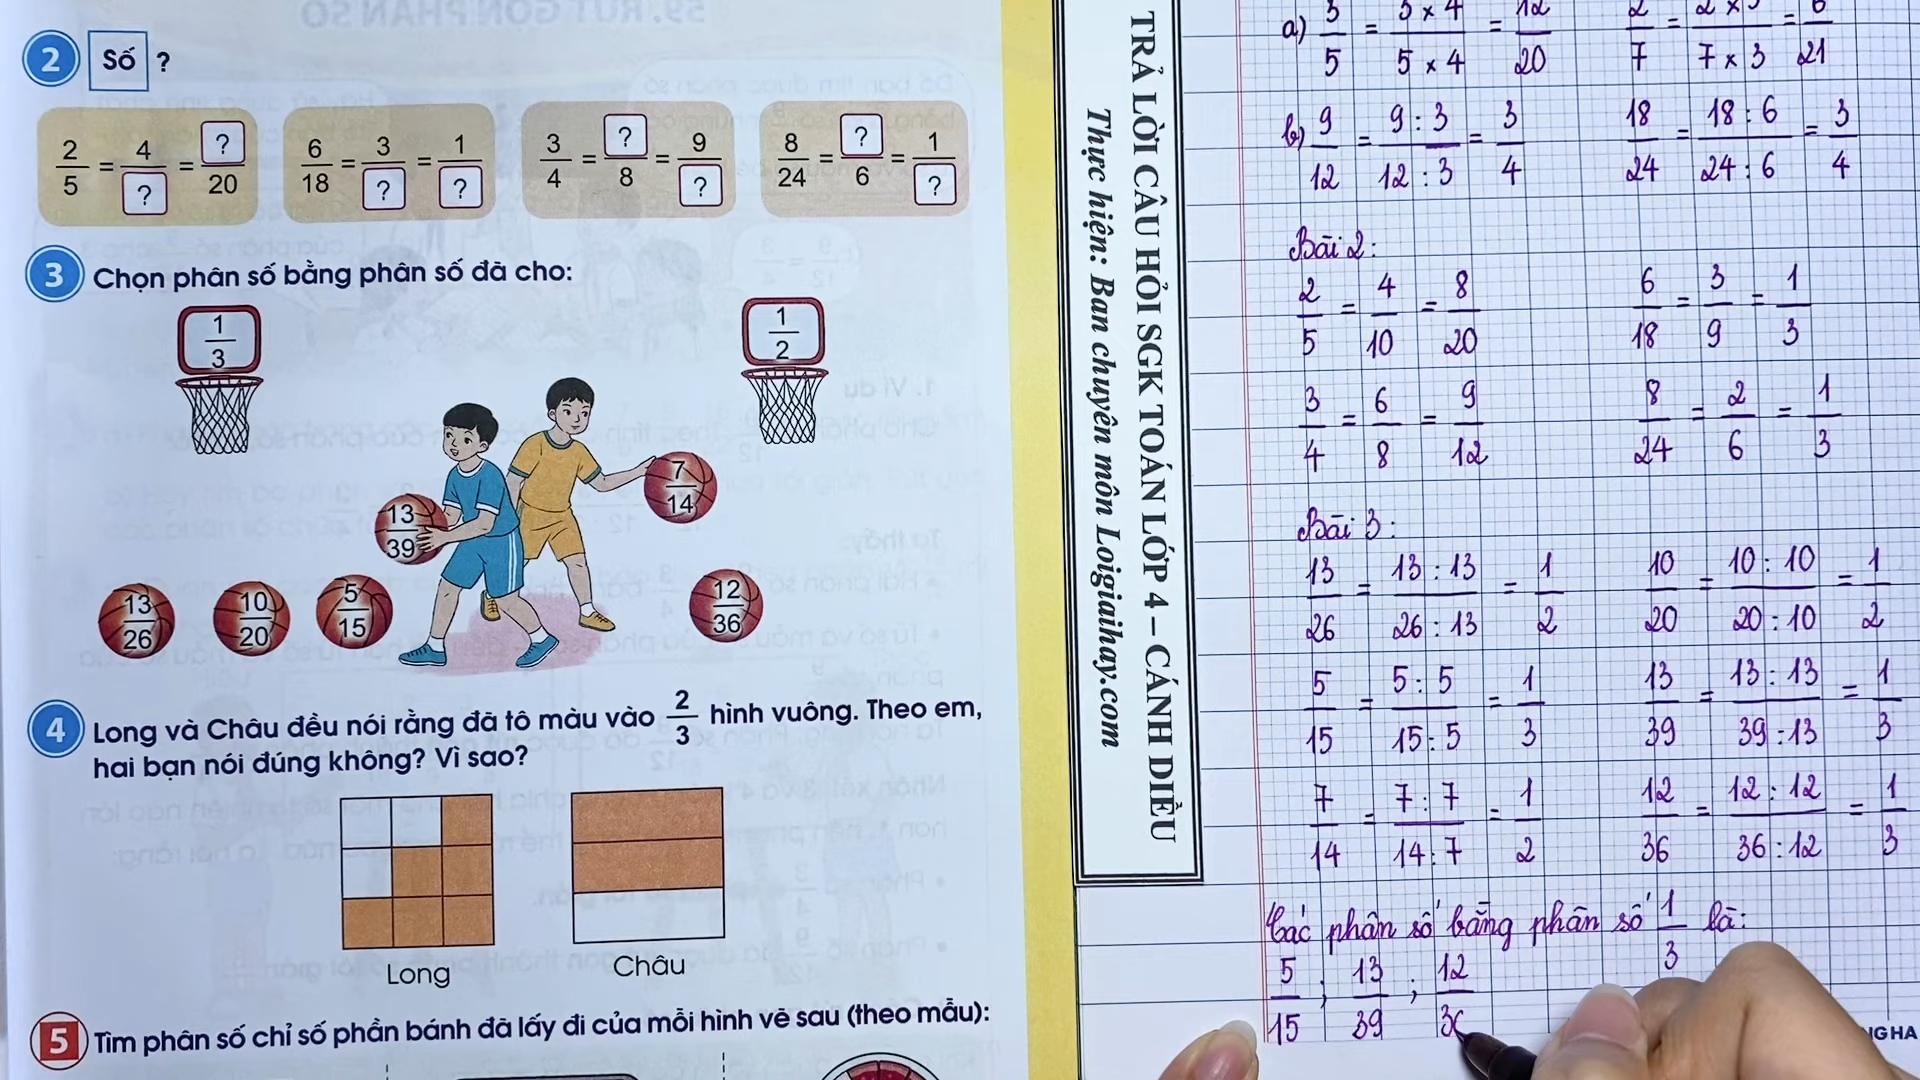 2 Số ?
2/5 = 4/? = ?/20
6/18 = 3/? = 1/?
3/4 = ?/8 = 9/?
8/24 = ?/6 = 1/?
3 Chọn phân số bằng phân số đã cho:
1/3
1/2
7/14
13/39
13/26
10/20
5/15
12/36
4 Long và Châu đều nói rằng đã tô màu vào 2/3 hình vuông. Theo em,
hai bạn nói đúng không? Vì sao?
Long
Châu
5 Tìm phân số chỉ số phần bánh đã lấy đi của mỗi hình vẽ sau (theo mẫu):
TRẢ LỜI CÂU HỎI SGK TOÁN LỚP 4 – CÁNH DIỀU
Thực hiện: Ban chuyên môn Loigiaihay.com
a) 3/5 = 3 x 4/5 x 4 = 12/20
2/7 = 2 x 3/7 x 3 = 6/21
b) 9/12 = 9 : 3/12 : 3 = 3/4
18/24 = 18 : 6/24 : 6 = 3/4
Bài 2:
2/5 = 4/10 = 8/20
6/18 = 3/9 = 1/3
3/4 = 6/8 = 9/12
8/24 = 2/6 = 1/3
Bài 3:
13/26 = 13 : 13/26 : 13 = 1/2
10/20 = 10 : 10/20 : 10 = 1/2
5/15 = 5 : 5/15 : 5 = 1/3
13/39 = 13 : 13/39 : 13 = 1/3
7/14 = 7 : 7/14 : 7 = 1/2
12/36 = 12 : 12/36 : 12 = 1/3
Các phân số bằng phân số 1/3 là:
5/15 ; 13/39 ; 12/36